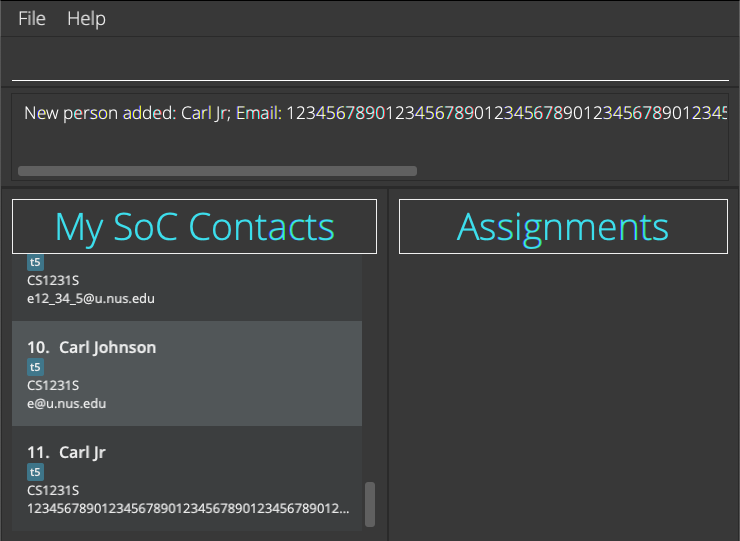 File Help
New person added: Carl Jr; Email: 123456789012345678901234567890123456789012345
My SoC Contacts
t5
CS1231S
e12_34_5@u.nus.edu
10. Carl Johnson
t5
CS1231S
e@u.nus.edu
11. Carl Jr
t5
CS1231S
123456789012345678901234567890123456789012...
Assignments